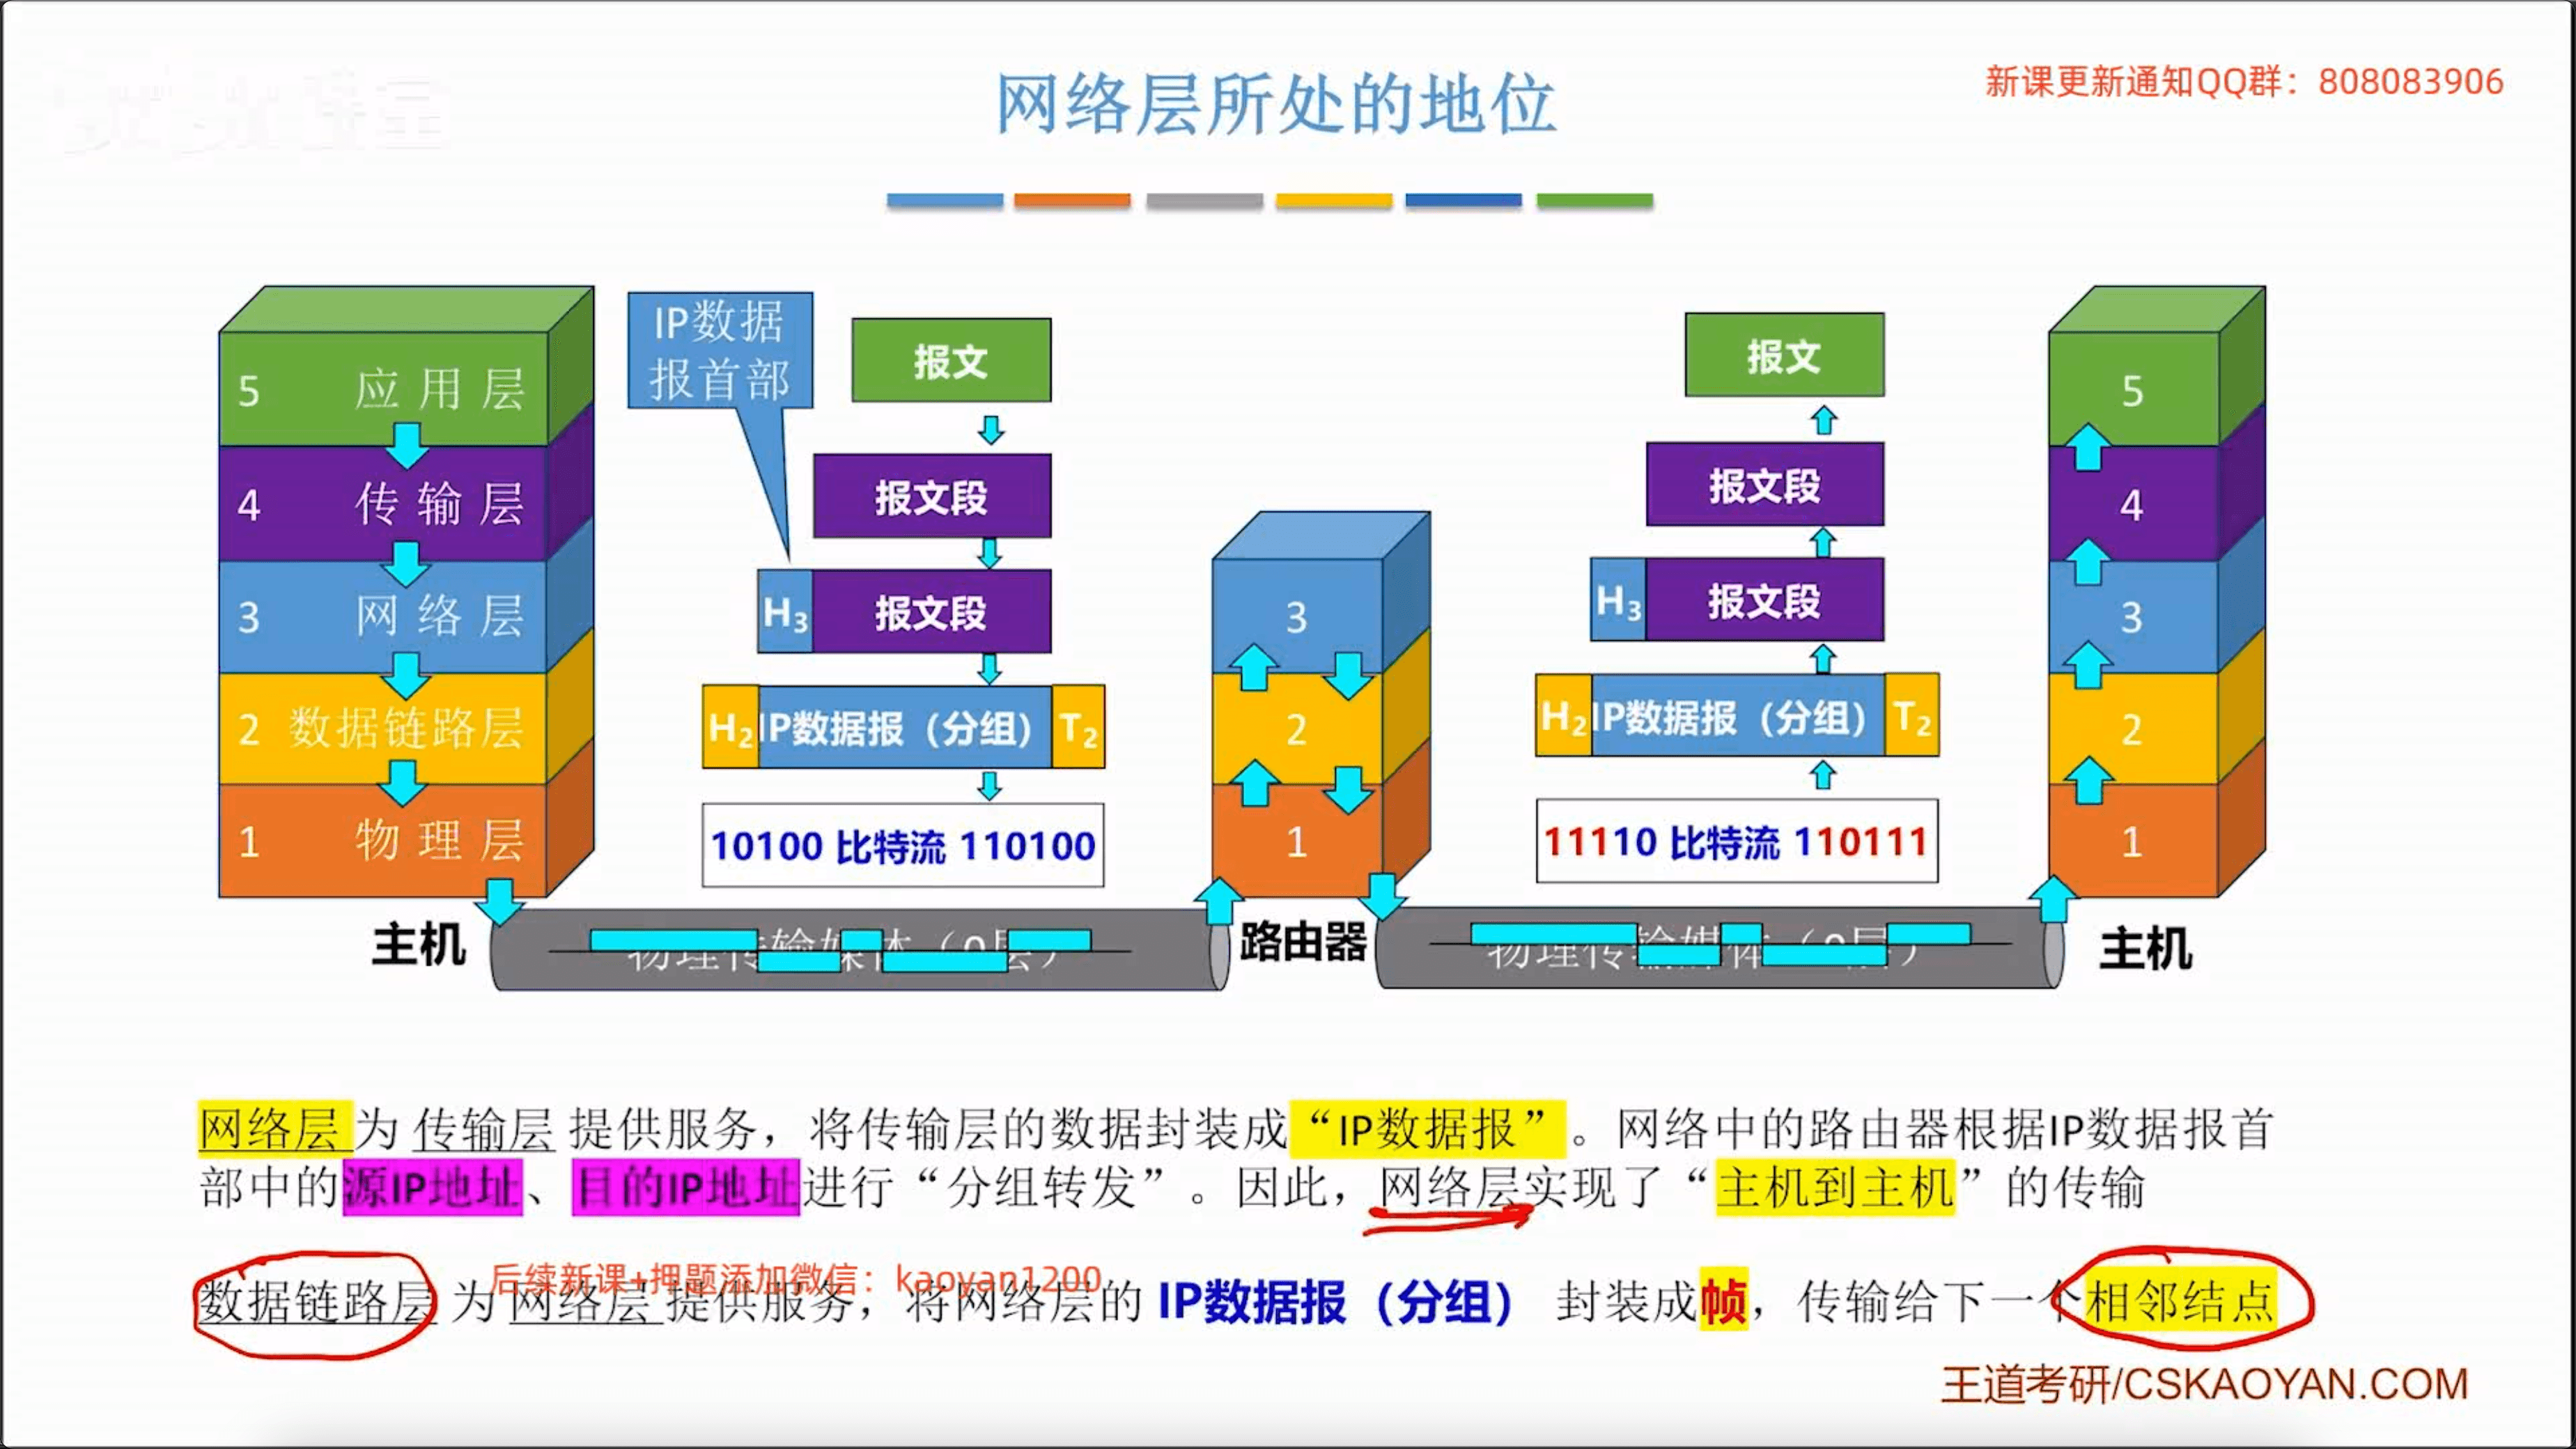 新课更新通知QQ群：808083906
网络层所处的地位
5 应用层
4 传输层
3 网络层
2 数据链路层
1 物理层
主机
IP数据
报首部
报文
报文段
H3 报文段
H2 IP数据报（分组） T2
10100 比特流 110100
物理传输媒体（0层）
3
2
1
路由器
报文
报文段
H3 报文段
H2 IP数据报（分组） T2
11110 比特流 110111
物理传输媒体（0层）
5
4
3
2
1
主机
网络层 为 传输层 提供服务，将传输层的数据封装成“IP数据报”。网络中的路由器根据IP数据报首
部中的源IP地址、目的IP地址进行“分组转发”。因此，网络层实现了“主机到主机”的传输
后续新课+押题添加微信：kaoyan1200
数据链路层 为 网络层 提供服务，将网络层的 IP数据报（分组） 封装成帧，传输给下一个相邻结点
王道考研/CSKAOYAN.COM